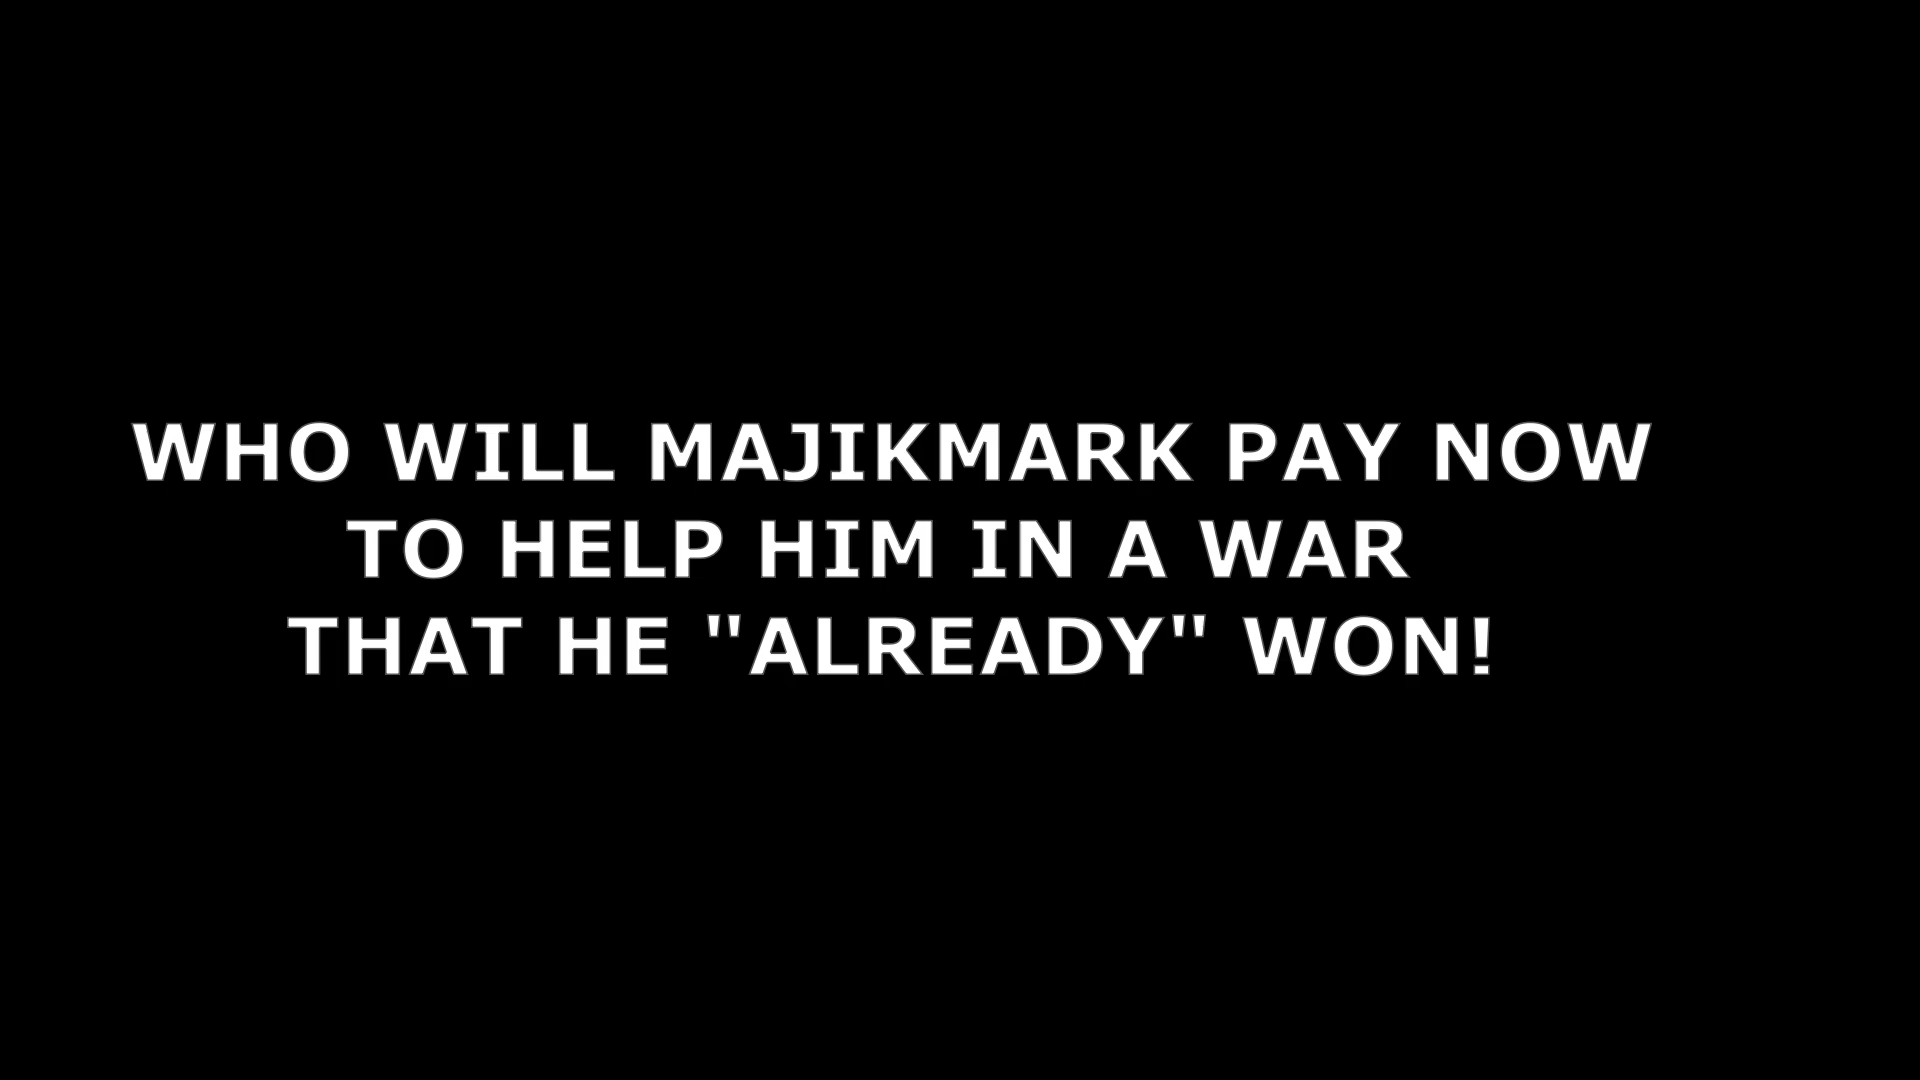 WHO WILL MAJIKMARK PAY NOW
TO HELP HIM IN A WAR
THAT HE "ALREADY" WON!